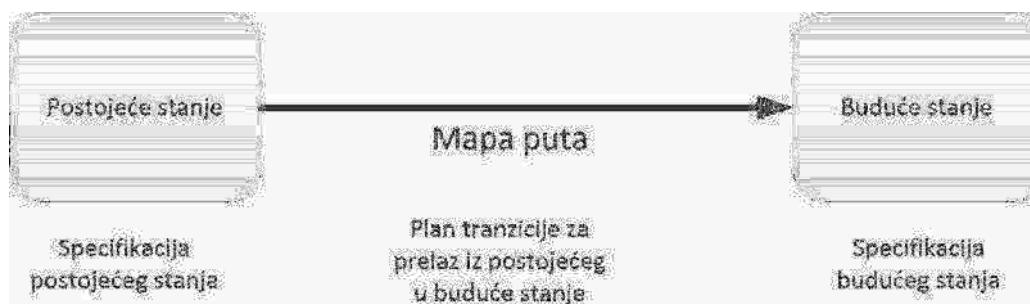 Postojeće stanje
Buduće stanje
Mapa puta
Specifikacija
postojećeg stanja
Plan tranzicije za
prelaz iz postojećeg
u buduće stanje
Specifikacija
budućeg stanja